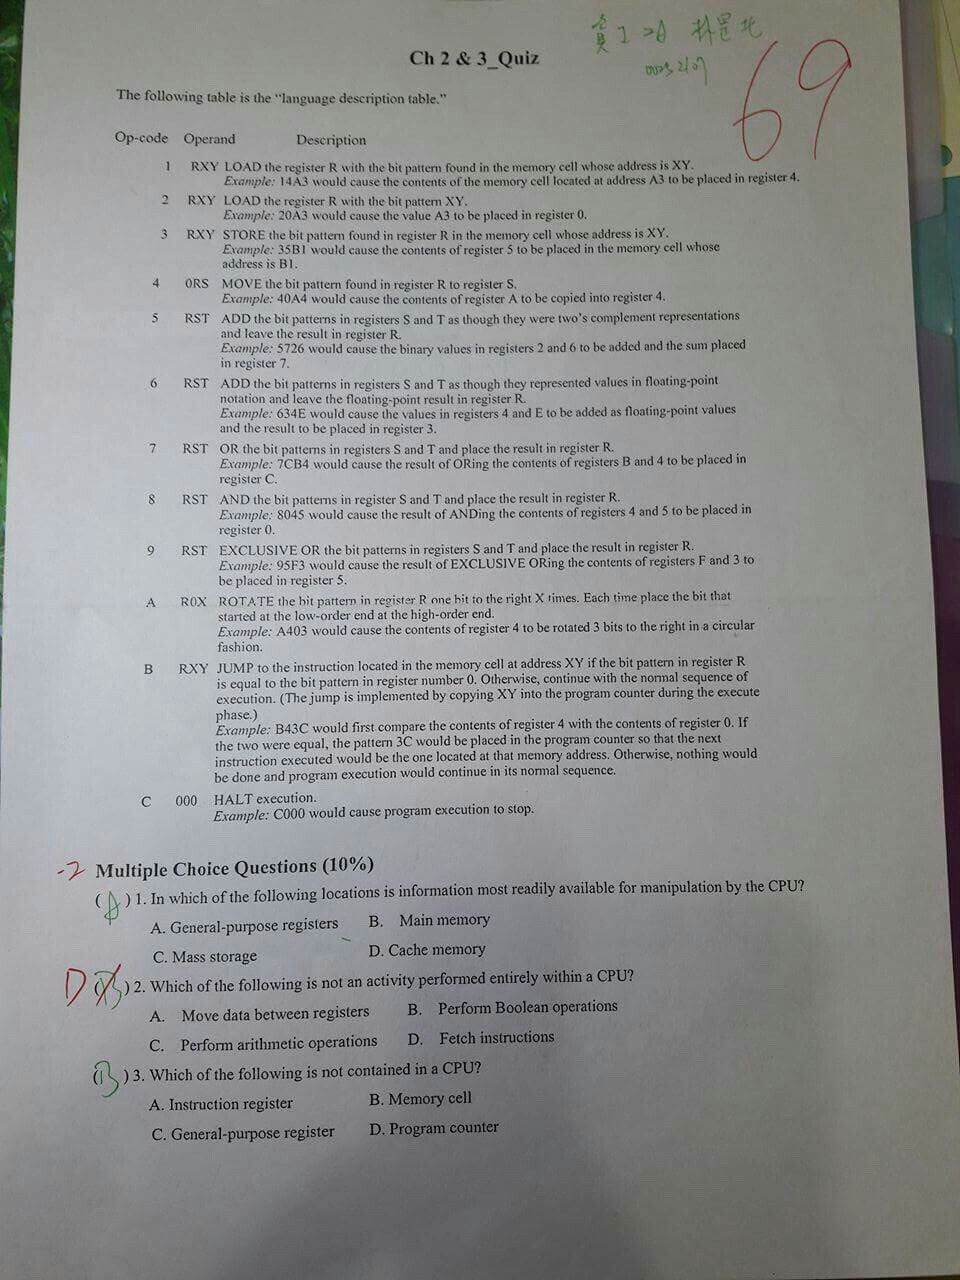 資工2A 林昱北
69
Ch 2 & 3_Quiz
The following table is the "language description table."
Op-code Operand Description
1 RXY LOAD the register R with the bit pattern found in the memory cell whose address is XY.
Example: 14A3 would cause the contents of the memory cell located at address A3 to be placed in register 4.
2 RXY LOAD the register R with the bit pattern XY.
Example: 20A3 would cause the value A3 to be placed in register 0.
3 RXY STORE the bit pattern found in register R in the memory cell whose address is XY.
Example: 35B1 would cause the contents of register 5 to be placed in the memory cell whose
address is B1.
4 0RS MOVE the bit pattern found in register R to register S.
Example: 40A4 would cause the contents of register A to be copied into register 4.
5 RST ADD the bit patterns in registers S and T as though they were two's complement representations
and leave the result in register R.
Example: 5726 would cause the binary values in registers 2 and 6 to be added and the sum placed
in register 7.
6 RST ADD the bit patterns in registers S and T as though they represented values in floating-point
notation and leave the floating-point result in register R.
Example: 634E would cause the values in registers 4 and E to be added as floating-point values
and the result to be placed in register 3.
7 RST OR the bit patterns in registers S and T and place the result in register R.
Example: 7CB4 would cause the result of ORing the contents of registers B and 4 to be placed in
register C.
8 RST AND the bit patterns in register S and T and place the result in register R.
Example: 8045 would cause the result of ANDing the contents of registers 4 and 5 to be placed in
register 0.
9 RST EXCLUSIVE OR the bit patterns in registers S and T and place the result in register R.
Example: 95F3 would cause the result of EXCLUSIVE ORing the contents of registers F and 3 to
be placed in register 5.
A R0X ROTATE the bit pattern in register R one bit to the right X times. Each time place the bit that
started at the low-order end at the high-order end.
Example: A403 would cause the contents of register 4 to be rotated 3 bits to the right in a circular
fashion.
B RXY JUMP to the instruction located in the memory cell at address XY if the bit pattern in register R
is equal to the bit pattern in register number 0. Otherwise, continue with the normal sequence of
execution. (The jump is implemented by copying XY into the program counter during the execute
phase.)
Example: B43C would first compare the contents of register 4 with the contents of register 0. If
the two were equal, the pattern 3C would be placed in the program counter so that the next
instruction executed would be the one located at that memory address. Otherwise, nothing would
be done and program execution would continue in its normal sequence.
C 000 HALT execution.
Example: C000 would cause program execution to stop.
-2 Multiple Choice Questions (10%)
(A) 1. In which of the following locations is information most readily available for manipulation by the CPU?
A. General-purpose registers B. Main memory
C. Mass storage D. Cache memory
D (B) 2. Which of the following is not an activity performed entirely within a CPU?
A. Move data between registers B. Perform Boolean operations
C. Perform arithmetic operations D. Fetch instructions
(B) 3. Which of the following is not contained in a CPU?
A. Instruction register B. Memory cell
C. General-purpose register D. Program counter